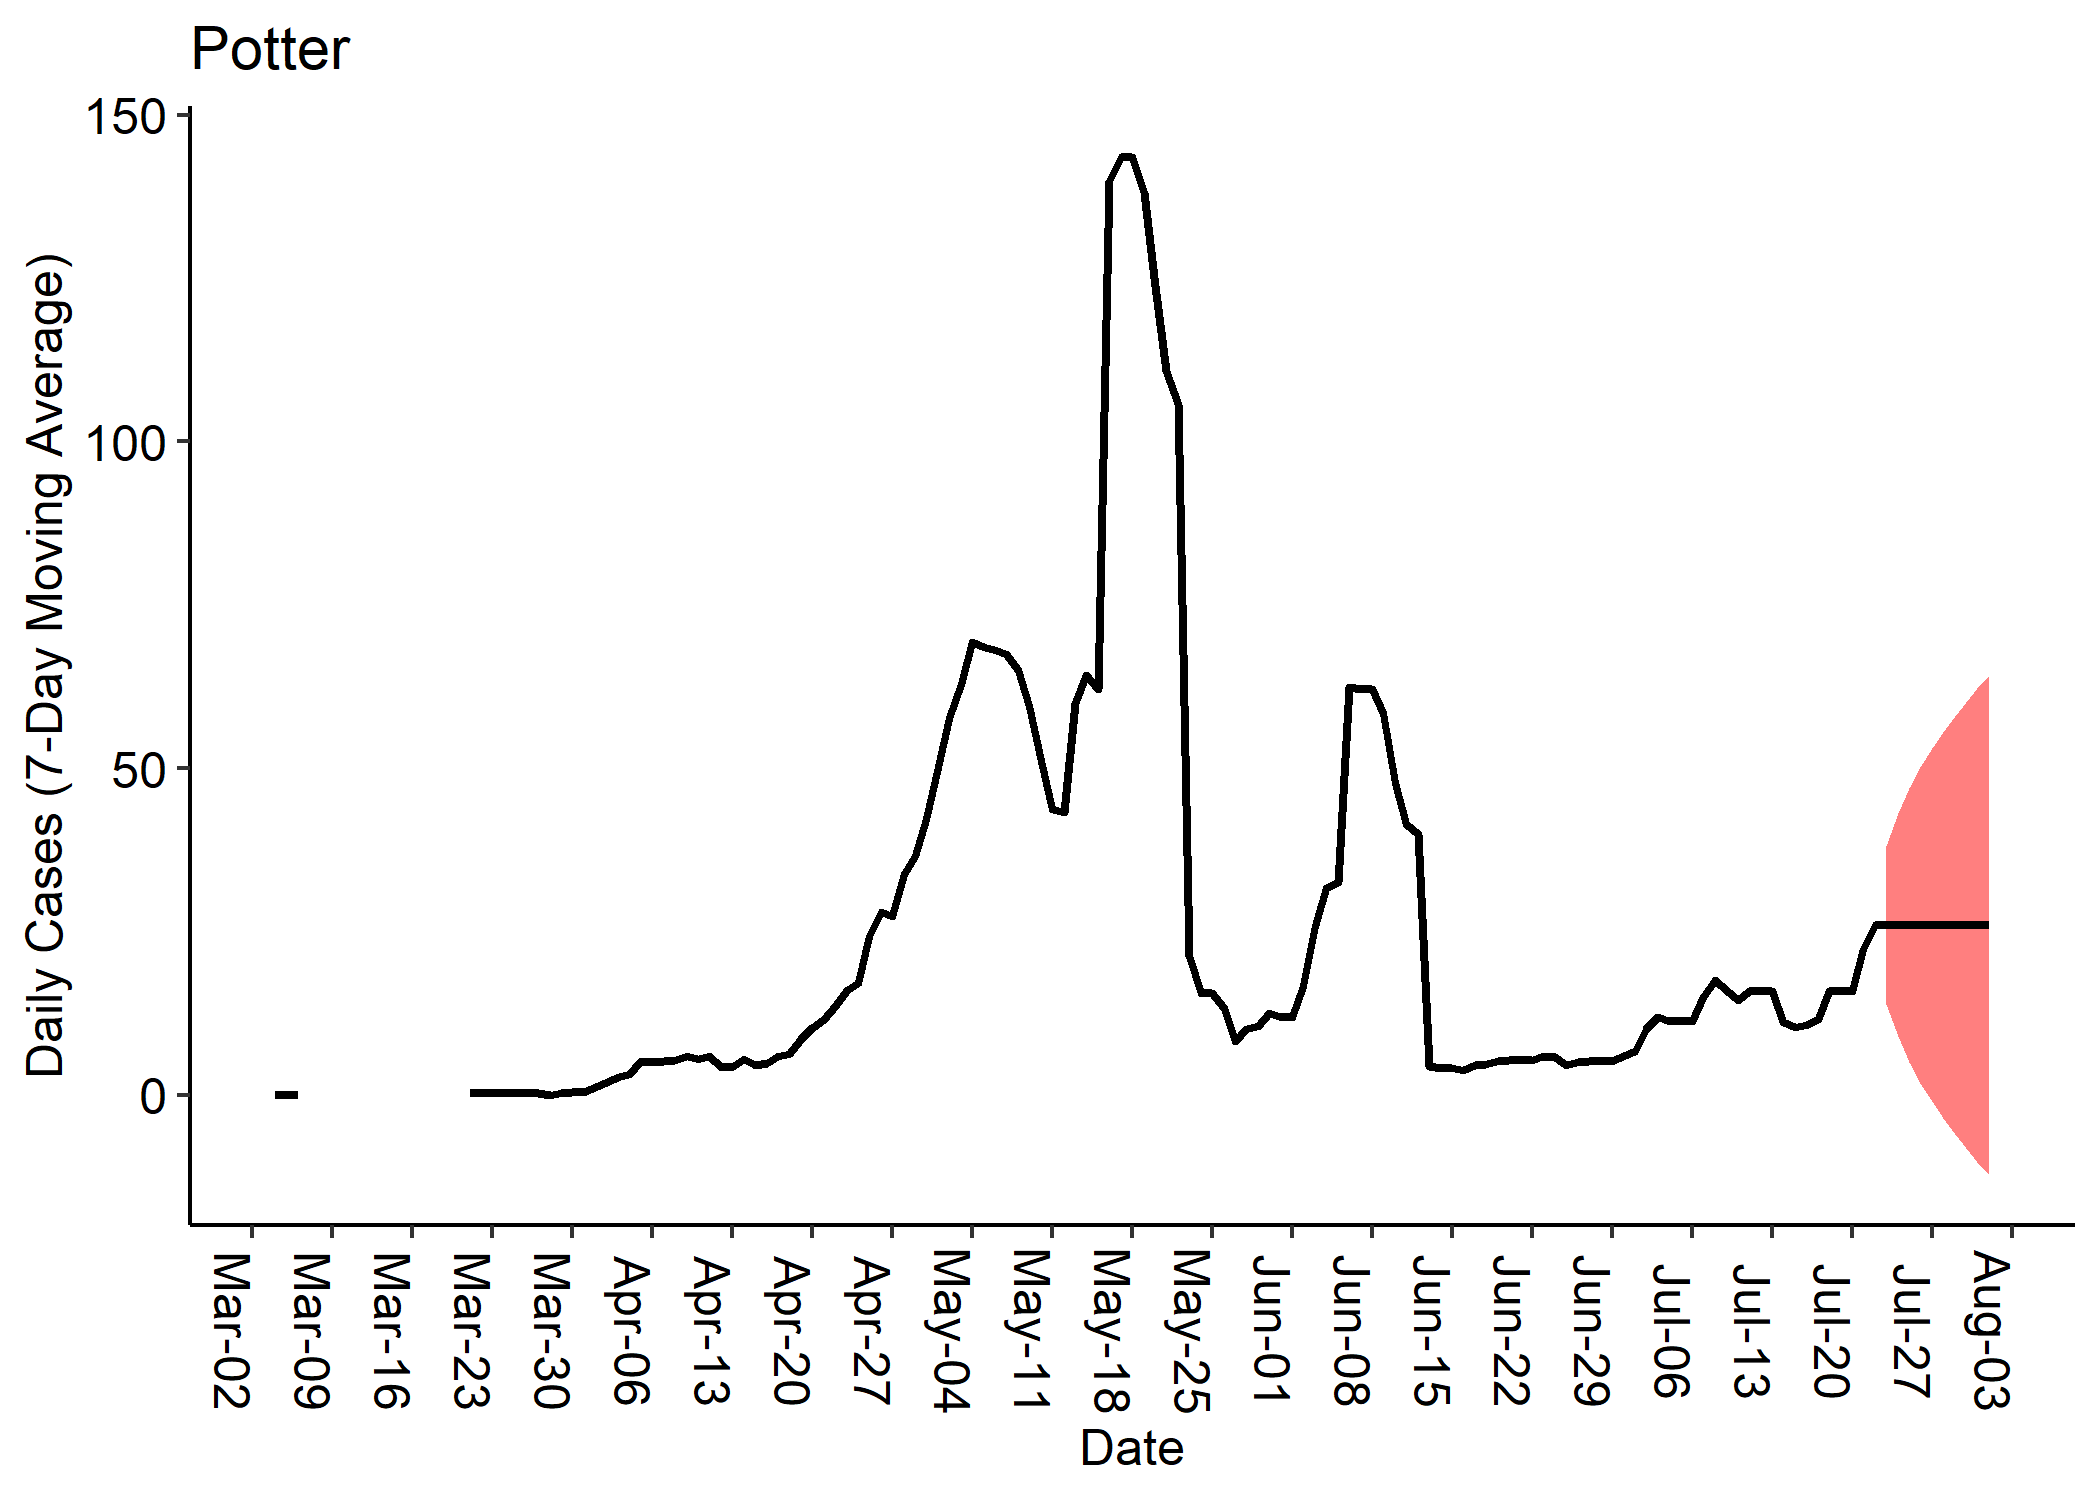 Potter
Daily Cases (7-Day Moving Average)
150
100
50
0
Mar-02
Mar-09
Mar-16
Mar-23
Mar-30
Apr-06
Apr-13
Apr-20
Apr-27
May-04
May-11
May-18
May-25
Jun-01
Jun-08
Jun-15
Jun-22
Jun-29
Jul-06
Jul-13
Jul-20
Jul-27
Aug-03
Date